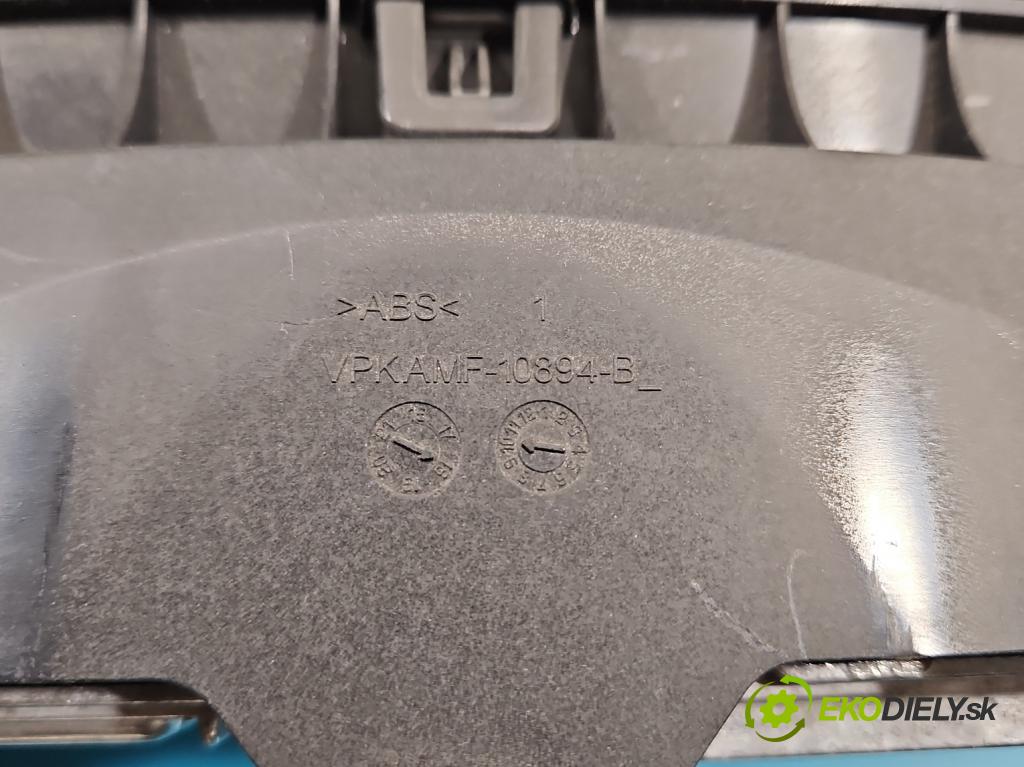 >ABS< 1
VPKAMF-10894-B_
EKODIELY.sk